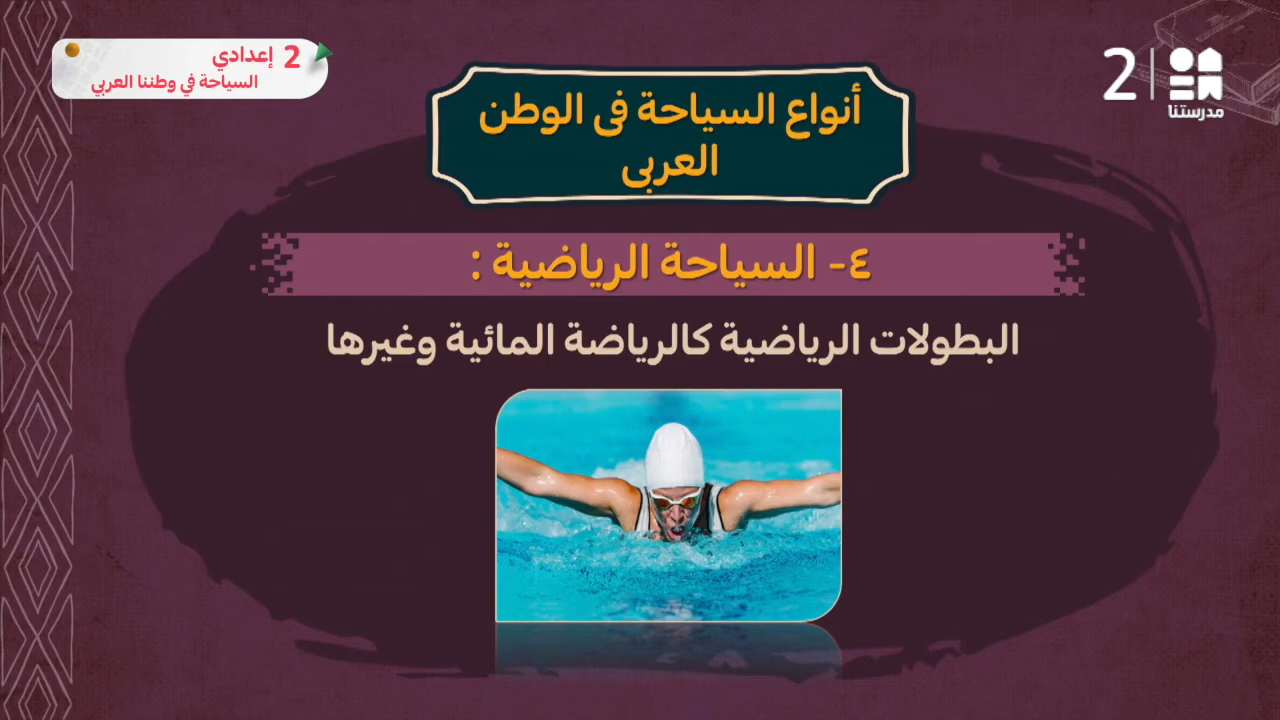 2 إعدادي
السياحة في وطننا العربي
2
مدرستنا
أنواع السياحة فى الوطن
العربى
٤- السياحة الرياضية :
البطولات الرياضية كالرياضة المائية وغيرها